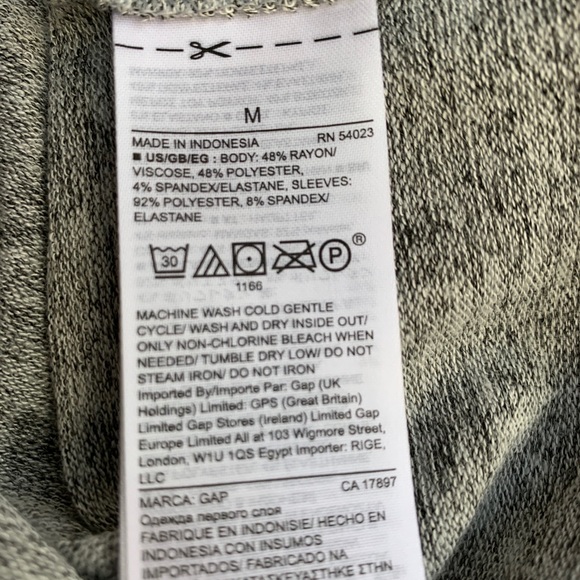 M
MADE IN INDONESIA RN 54023
■ US/GB/EG : BODY: 48% RAYON/
VISCOSE, 48% POLYESTER,
4% SPANDEX/ELASTANE, SLEEVES:
92% POLYESTER, 8% SPANDEX/
ELASTANE
30 P ®
1166
MACHINE WASH COLD GENTLE
CYCLE/ WASH AND DRY INSIDE OUT/
ONLY NON-CHLORINE BLEACH WHEN
NEEDED/ TUMBLE DRY LOW/ DO NOT
STEAM IRON/ DO NOT IRON
Imported By/Importe Par: Gap (UK
Holdings) Limited: GPS (Great Britain)
Limited Gap Stores (Ireland) Limited Gap
Europe Limited All at 103 Wigmore Street,
London, W1U 1QS Egypt Importer: RIGE,
LLC
MARCA: GAP CA 17897
Одежда первого слоя
FABRIQUE EN INDONESIE/ HECHO EN
INDONESIA CON INSUMOS
IMPORTADOS/ FABRICADO NA